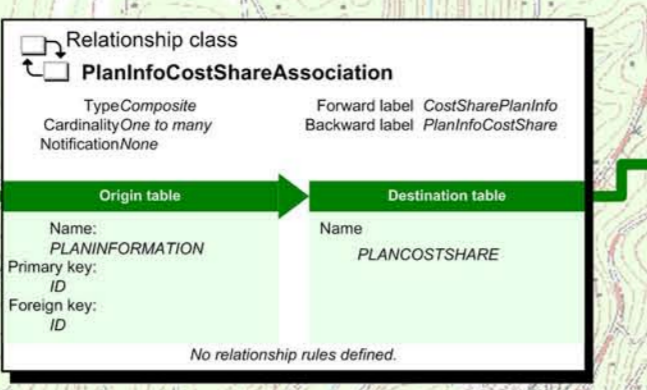 Relationship class
PlanInfoCostShareAssociation
TypeComposite
CardinalityOne to many
NotificationNone
Forward label CostSharePlanInfo
Backward label PlanInfoCostShare
Origin table
Destination table
Name:
PLANINFORMATION
Primary key:
ID
Foreign key:
ID
Name
PLANCOSTSHARE
No relationship rules defined.